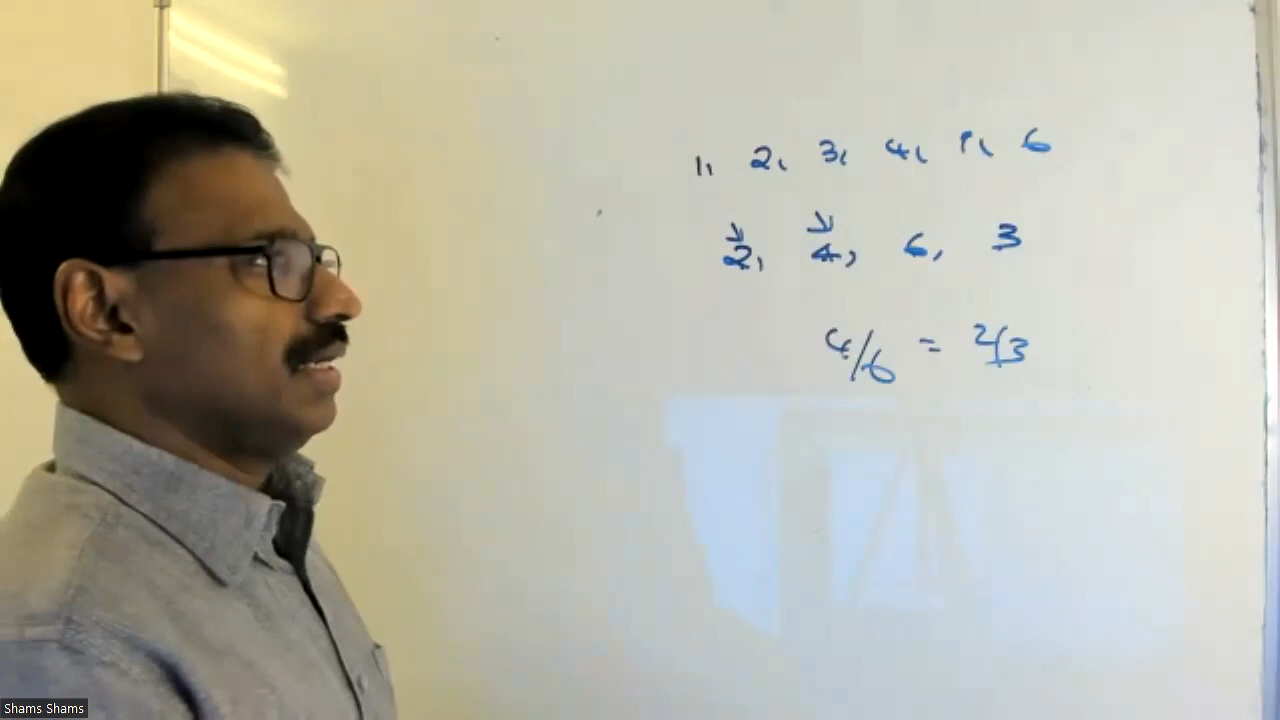 1, 2, 3, 4, 5, 6
2, 4, 6, 3
4/6 = 2/3
Shams Shams